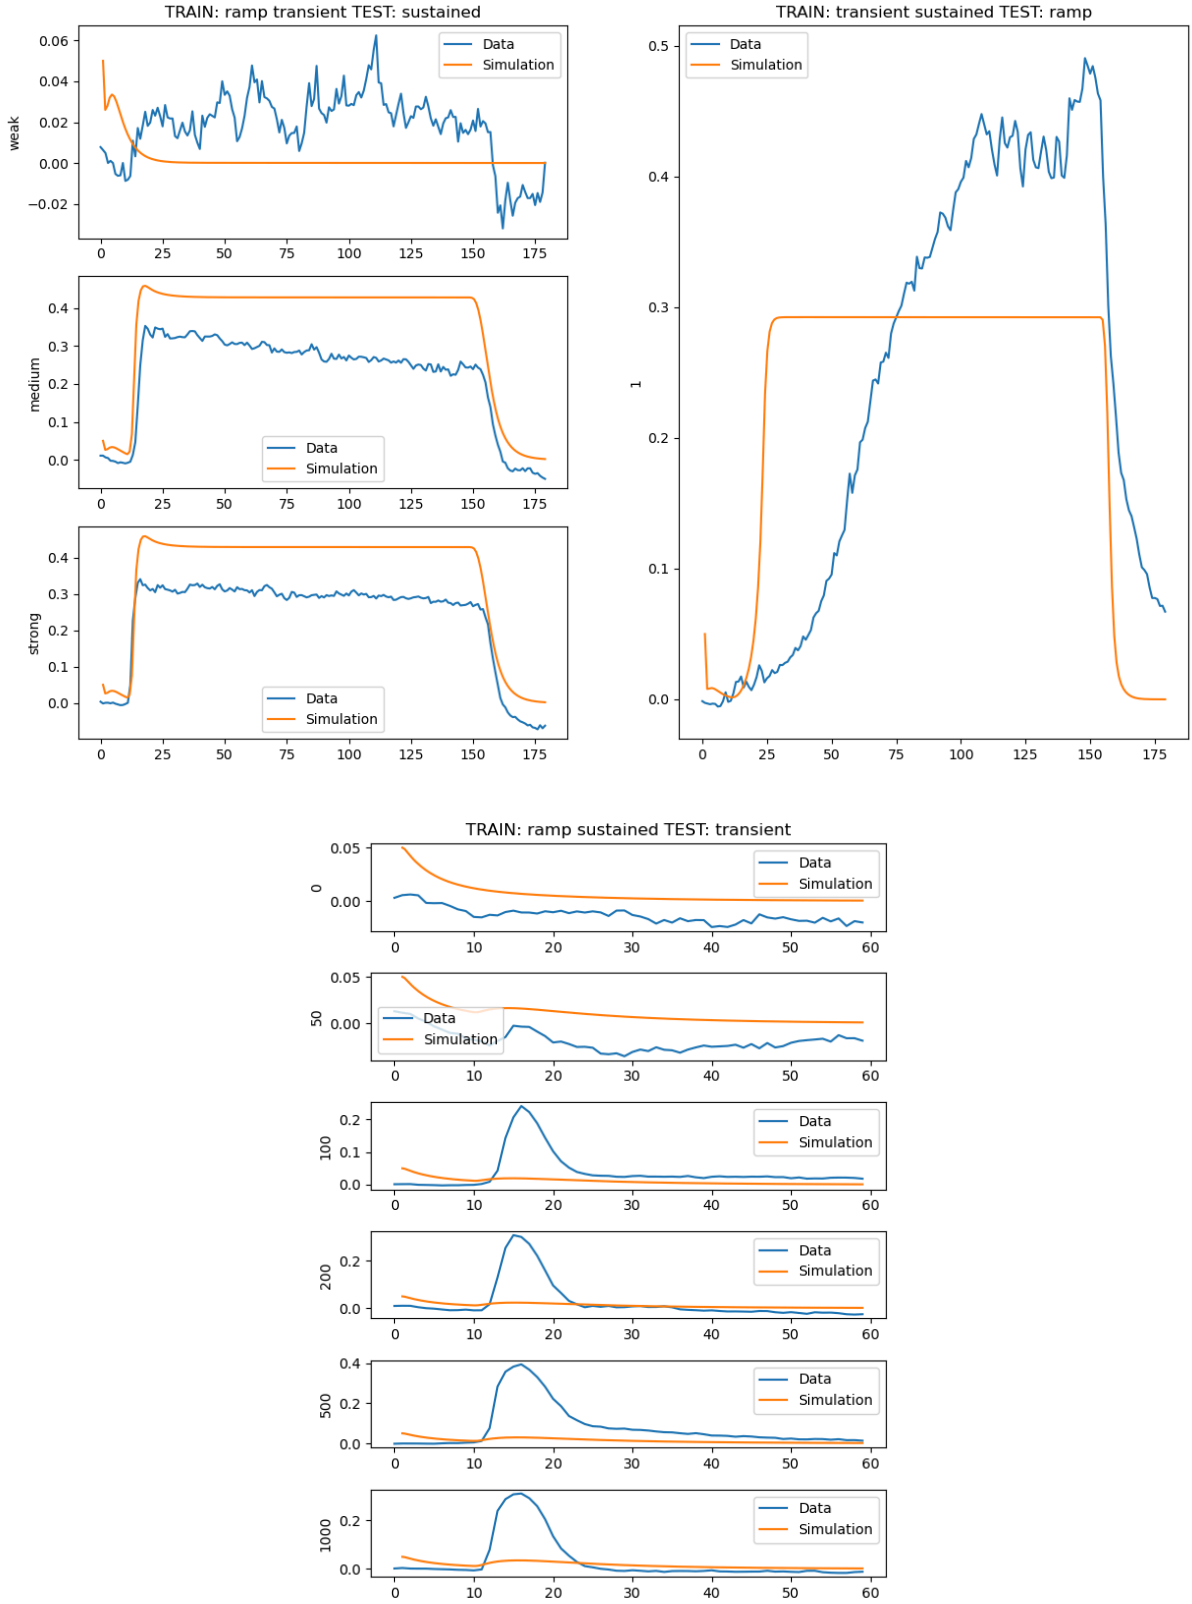 TRAIN: ramp transient TEST: sustained
0.06
0.04
0.02
0.00
−0.02
weak
Data
Simulation
0 25 50 75 100 125 150 175
0.4
0.3
0.2
0.1
0.0
medium
Data
Simulation
0 25 50 75 100 125 150 175
0.4
0.3
0.2
0.1
0.0
strong
Data
Simulation
0 25 50 75 100 125 150 175
TRAIN: transient sustained TEST: ramp
0.5
0.4
0.3
0.2
0.1
0.0
1
Data
Simulation
0 25 50 75 100 125 150 175
TRAIN: ramp sustained TEST: transient
0.05
0.00
0
Data
Simulation
0 10 20 30 40 50 60
0.05
0.00
50
Data
Simulation
0 10 20 30 40 50 60
0.2
0.1
0.0
100
Data
Simulation
0 10 20 30 40 50 60
0.2
0.0
200
Data
Simulation
0 10 20 30 40 50 60
0.4
0.2
0.0
500
Data
Simulation
0 10 20 30 40 50 60
0.2
0.0
1000
Data
Simulation
0 10 20 30 40 50 60